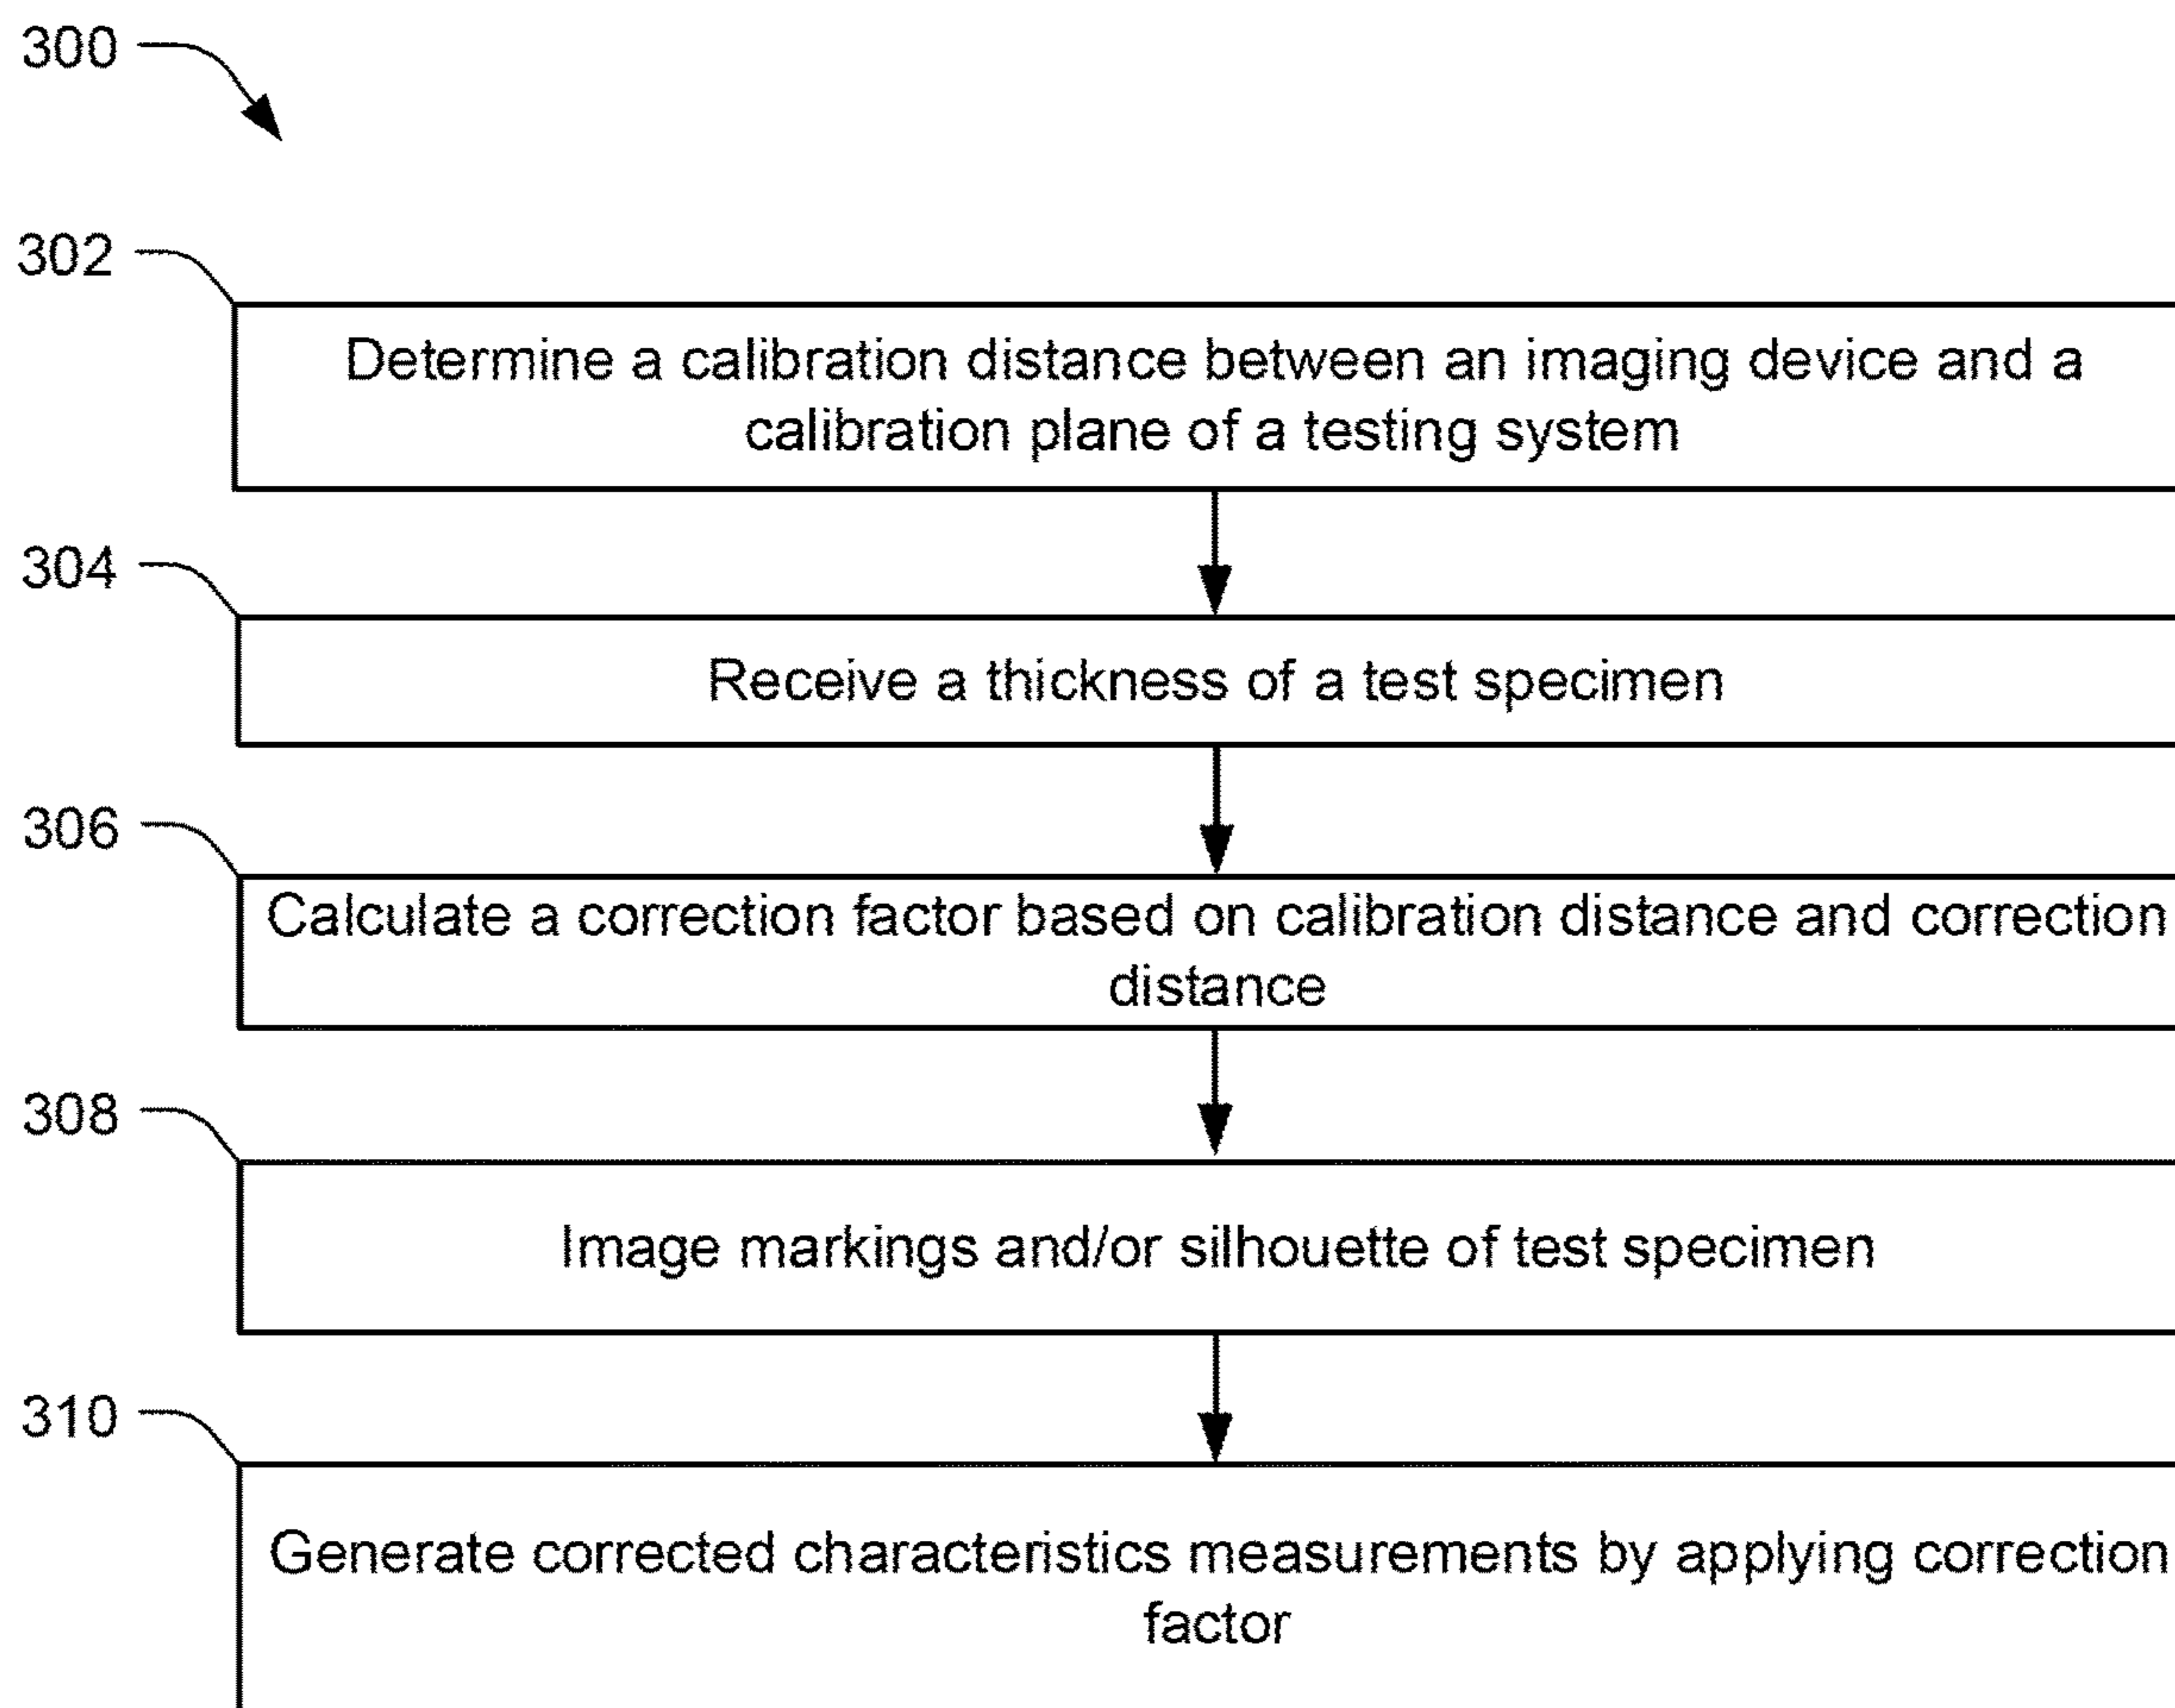 300
302
Determine a calibration distance between an imaging device and a
calibration plane of a testing system
304
Receive a thickness of a test specimen
306
Calculate a correction factor based on calibration distance and correction
distance
308
Image markings and/or silhouette of test specimen
310
Generate corrected characteristics measurements by applying correction
factor